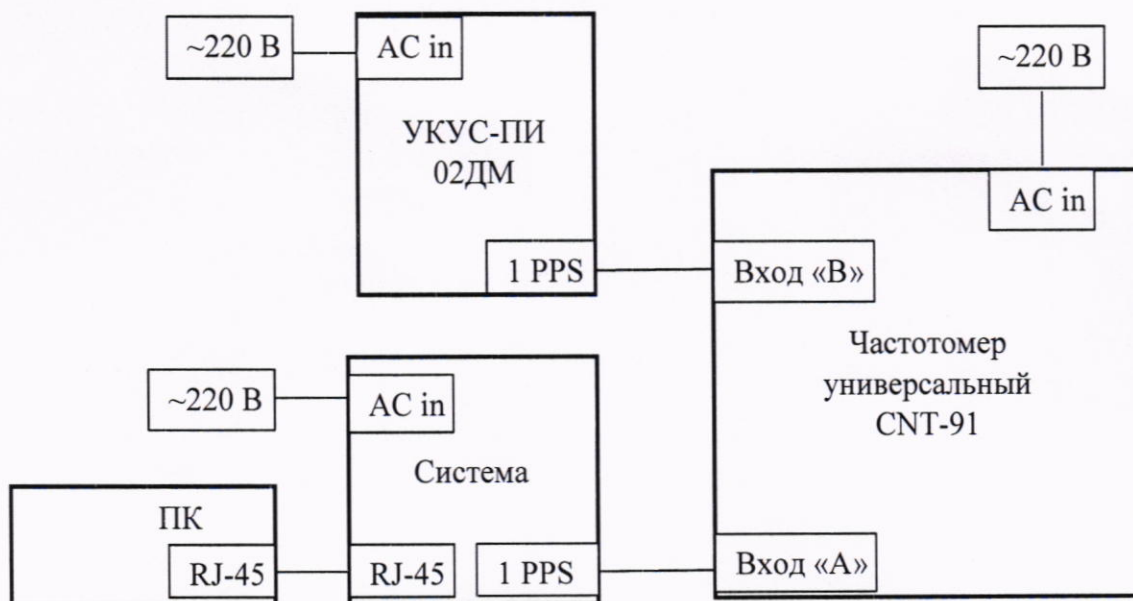 ~220 В
AC in
УКУС-ПИ
02ДМ
1 PPS
~220 В
AC in
Вход «В»
Частотомер
универсальный
CNT-91
Вход «А»
~220 В
AC in
Система
RJ-45
1 PPS
ПК
RJ-45